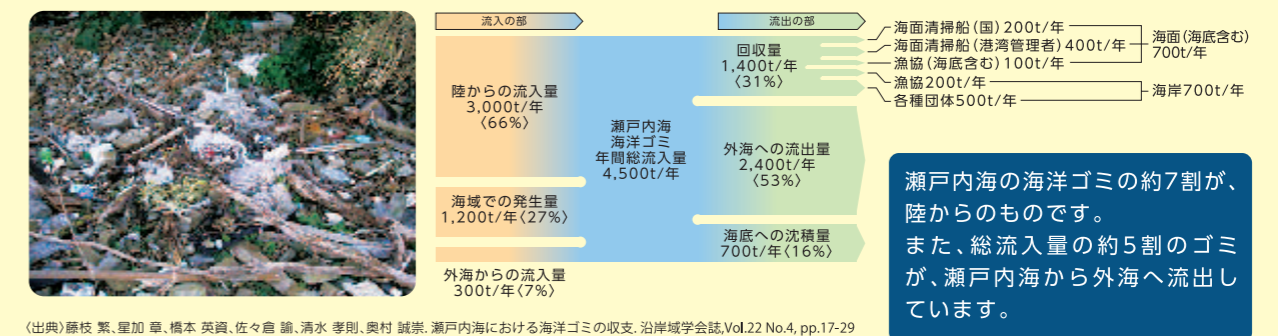 流入の部
流出の部
陸からの流入量
3,000t/年
〈66%〉
海域での発生量
1,200t/年〈27%〉
外海からの流入量
300t/年〈7%〉
瀬戸内海
海洋ゴミ
年間総流入量
4,500t/年
回収量
1,400t/年
〈31%〉
外海への流出量
2,400t/年
〈53%〉
海底への沈積量
700t/年〈16%〉
海面清掃船(国)200t/年
海面清掃船(港湾管理者)400t/年
漁協(海底含む)100t/年
漁協200t/年
各種団体500t/年
海面(海底含む)
700t/年
海岸700t/年
瀬戸内海の海洋ゴミの約7割が、
陸からのものです。
また、総流入量の約5割のゴミ
が、瀬戸内海から外海へ流出し
ています。
〈出典〉藤枝 繁、星加 章、橋本 英資、佐々倉 諭、清水 孝則、奥村 誠崇. 瀬戸内海における海洋ゴミの収支. 沿岸域学会誌,Vol.22 No.4, pp.17-29